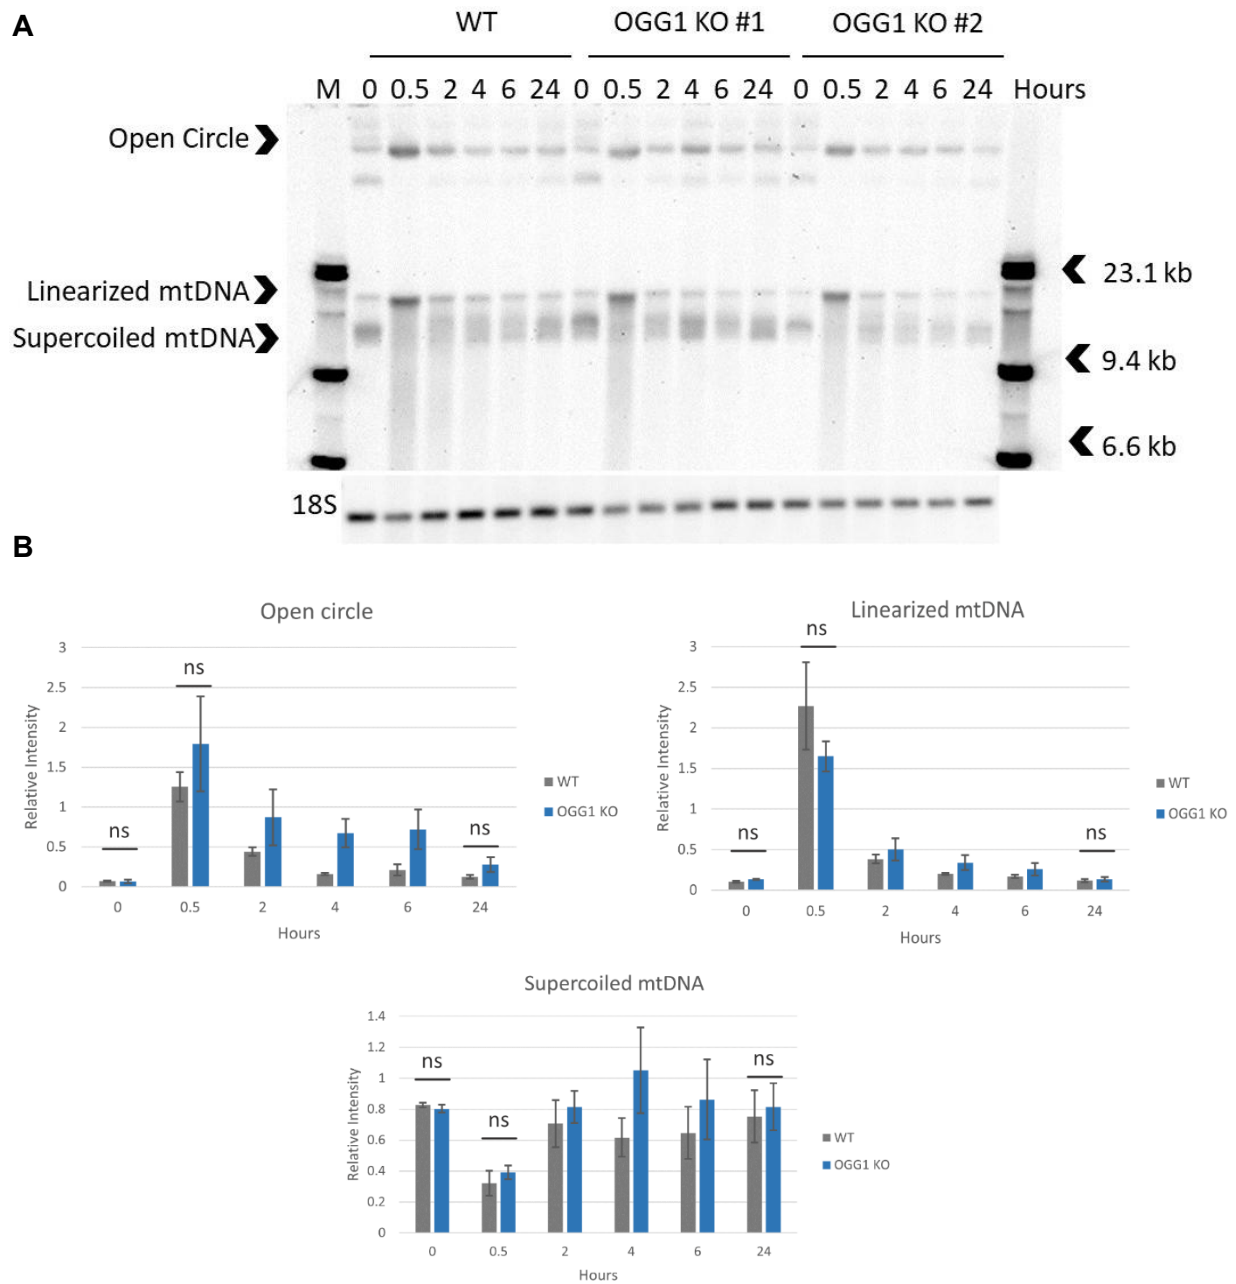 A
WT OGG1 KO #1 OGG1 KO #2
M 0 0.5 2 4 6 24 0 0.5 2 4 6 24 0 0.5 2 4 6 24 Hours
Open Circle
23.1 kb
Linearized mtDNA
Supercoiled mtDNA
9.4 kb
6.6 kb
18S
B
Open circle
3
2.5
2
1.5
1
0.5
0
Relative Intensity
ns
ns
ns
0 0.5 2 4 6 24
Hours
WT
OGG1 KO
Linearized mtDNA
3
2.5
2
1.5
1
0.5
0
Relative Intensity
ns
ns
ns
0 0.5 2 4 6 24
Hours
WT
OGG1 KO
Supercoiled mtDNA
1.4
1.2
1
0.8
0.6
0.4
0.2
0
Relative Intensity
ns
ns
ns
0 0.5 2 4 6 24
Hours
WT
OGG1 KO